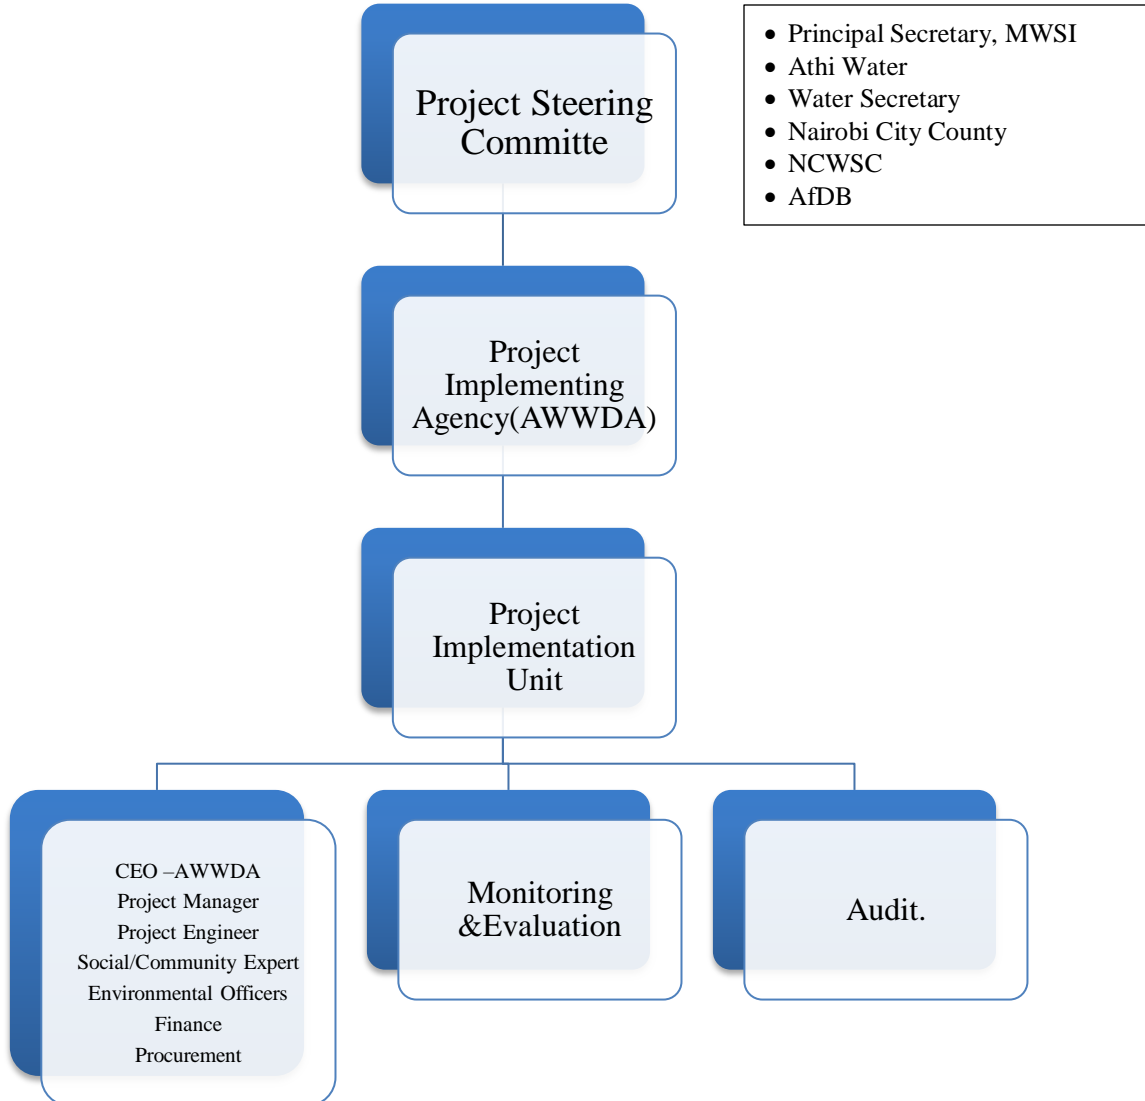 Project Steering
Committe
• Principal Secretary, MWSI
• Athi Water
• Water Secretary
• Nairobi City County
• NCWSC
• AfDB
Project
Implementing
Agency(AWWDA)
Project
Implementation
Unit
CEO –AWWDA
Project Manager
Project Engineer
Social/Community Expert
Environmental Officers
Finance
Procurement
Monitoring
&Evaluation
Audit.